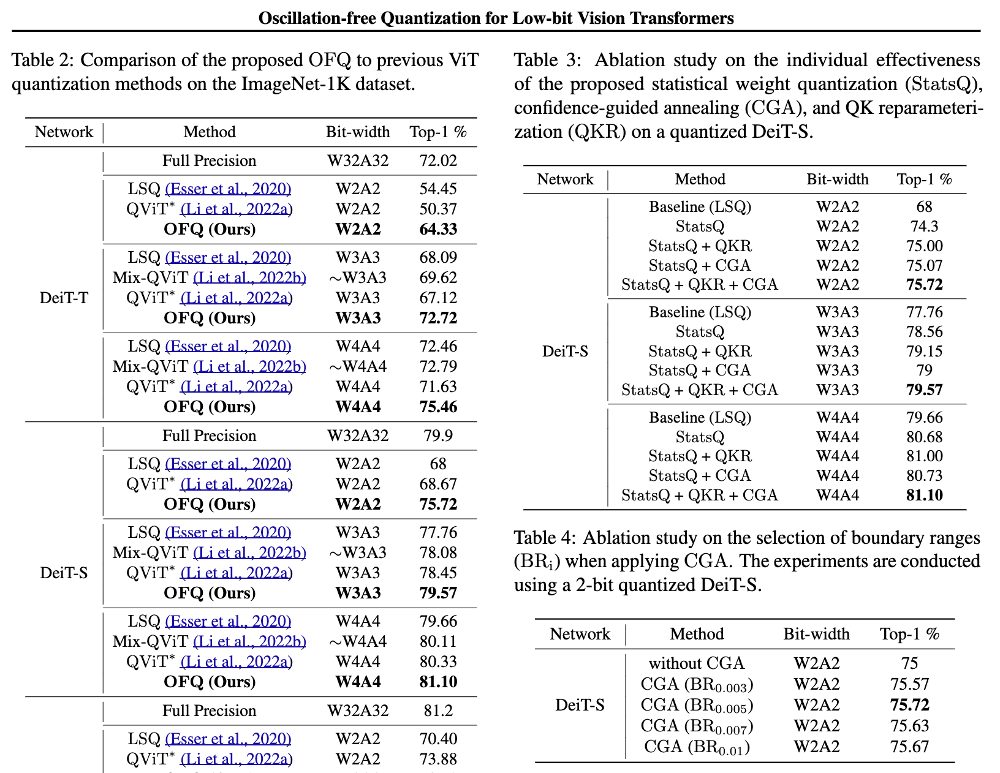 Oscillation-free Quantization for Low-bit Vision Transformers
Table 2: Comparison of the proposed OFQ to previous ViT
quantization methods on the ImageNet-1K dataset.
Network Method Bit-width Top-1 %
Full Precision W32A32 72.02
LSQ (Esser et al., 2020) W2A2 54.45
QViT* (Li et al., 2022a) W2A2 50.37
OFQ (Ours) W2A2 64.33
LSQ (Esser et al., 2020) W3A3 68.09
Mix-QViT (Li et al., 2022b) ∼W3A3 69.62
DeiT-T QViT* (Li et al., 2022a) W3A3 67.12
OFQ (Ours) W3A3 72.72
LSQ (Esser et al., 2020) W4A4 72.46
Mix-QViT (Li et al., 2022b) ∼W4A4 72.79
QViT* (Li et al., 2022a) W4A4 71.63
OFQ (Ours) W4A4 75.46
Full Precision W32A32 79.9
LSQ (Esser et al., 2020) W2A2 68
QViT* (Li et al., 2022a) W2A2 68.67
OFQ (Ours) W2A2 75.72
LSQ (Esser et al., 2020) W3A3 77.76
Mix-QViT (Li et al., 2022b) ∼W3A3 78.08
DeiT-S QViT* (Li et al., 2022a) W3A3 78.45
OFQ (Ours) W3A3 79.57
LSQ (Esser et al., 2020) W4A4 79.66
Mix-QViT (Li et al., 2022b) ∼W4A4 80.11
QViT* (Li et al., 2022a) W4A4 80.33
OFQ (Ours) W4A4 81.10
Full Precision W32A32 81.2
LSQ (Esser et al., 2020) W2A2 70.40
QViT* (Li et al., 2022a) W2A2 73.88
Table 3: Ablation study on the individual effectiveness
of the proposed statistical weight quantization (StatsQ),
confidence-guided annealing (CGA), and QK reparameteri-
zation (QKR) on a quantized DeiT-S.
Network Method Bit-width Top-1 %
Baseline (LSQ) W2A2 68
StatsQ W2A2 74.3
StatsQ + QKR W2A2 75.00
StatsQ + CGA W2A2 75.07
StatsQ + QKR + CGA W2A2 75.72
Baseline (LSQ) W3A3 77.76
StatsQ W3A3 78.56
DeiT-S StatsQ + QKR W3A3 79.15
StatsQ + CGA W3A3 79
StatsQ + QKR + CGA W3A3 79.57
Baseline (LSQ) W4A4 79.66
StatsQ W4A4 80.68
StatsQ + QKR W4A4 81.00
StatsQ + CGA W4A4 80.73
StatsQ + QKR + CGA W4A4 81.10
Table 4: Ablation study on the selection of boundary ranges
(BRi) when applying CGA. The experiments are conducted
using a 2-bit quantized DeiT-S.
Network Method Bit-width Top-1 %
without CGA W2A2 75
CGA (BR0.003) W2A2 75.57
DeiT-S CGA (BR0.005) W2A2 75.72
CGA (BR0.007) W2A2 75.63
CGA (BR0.01) W2A2 75.67